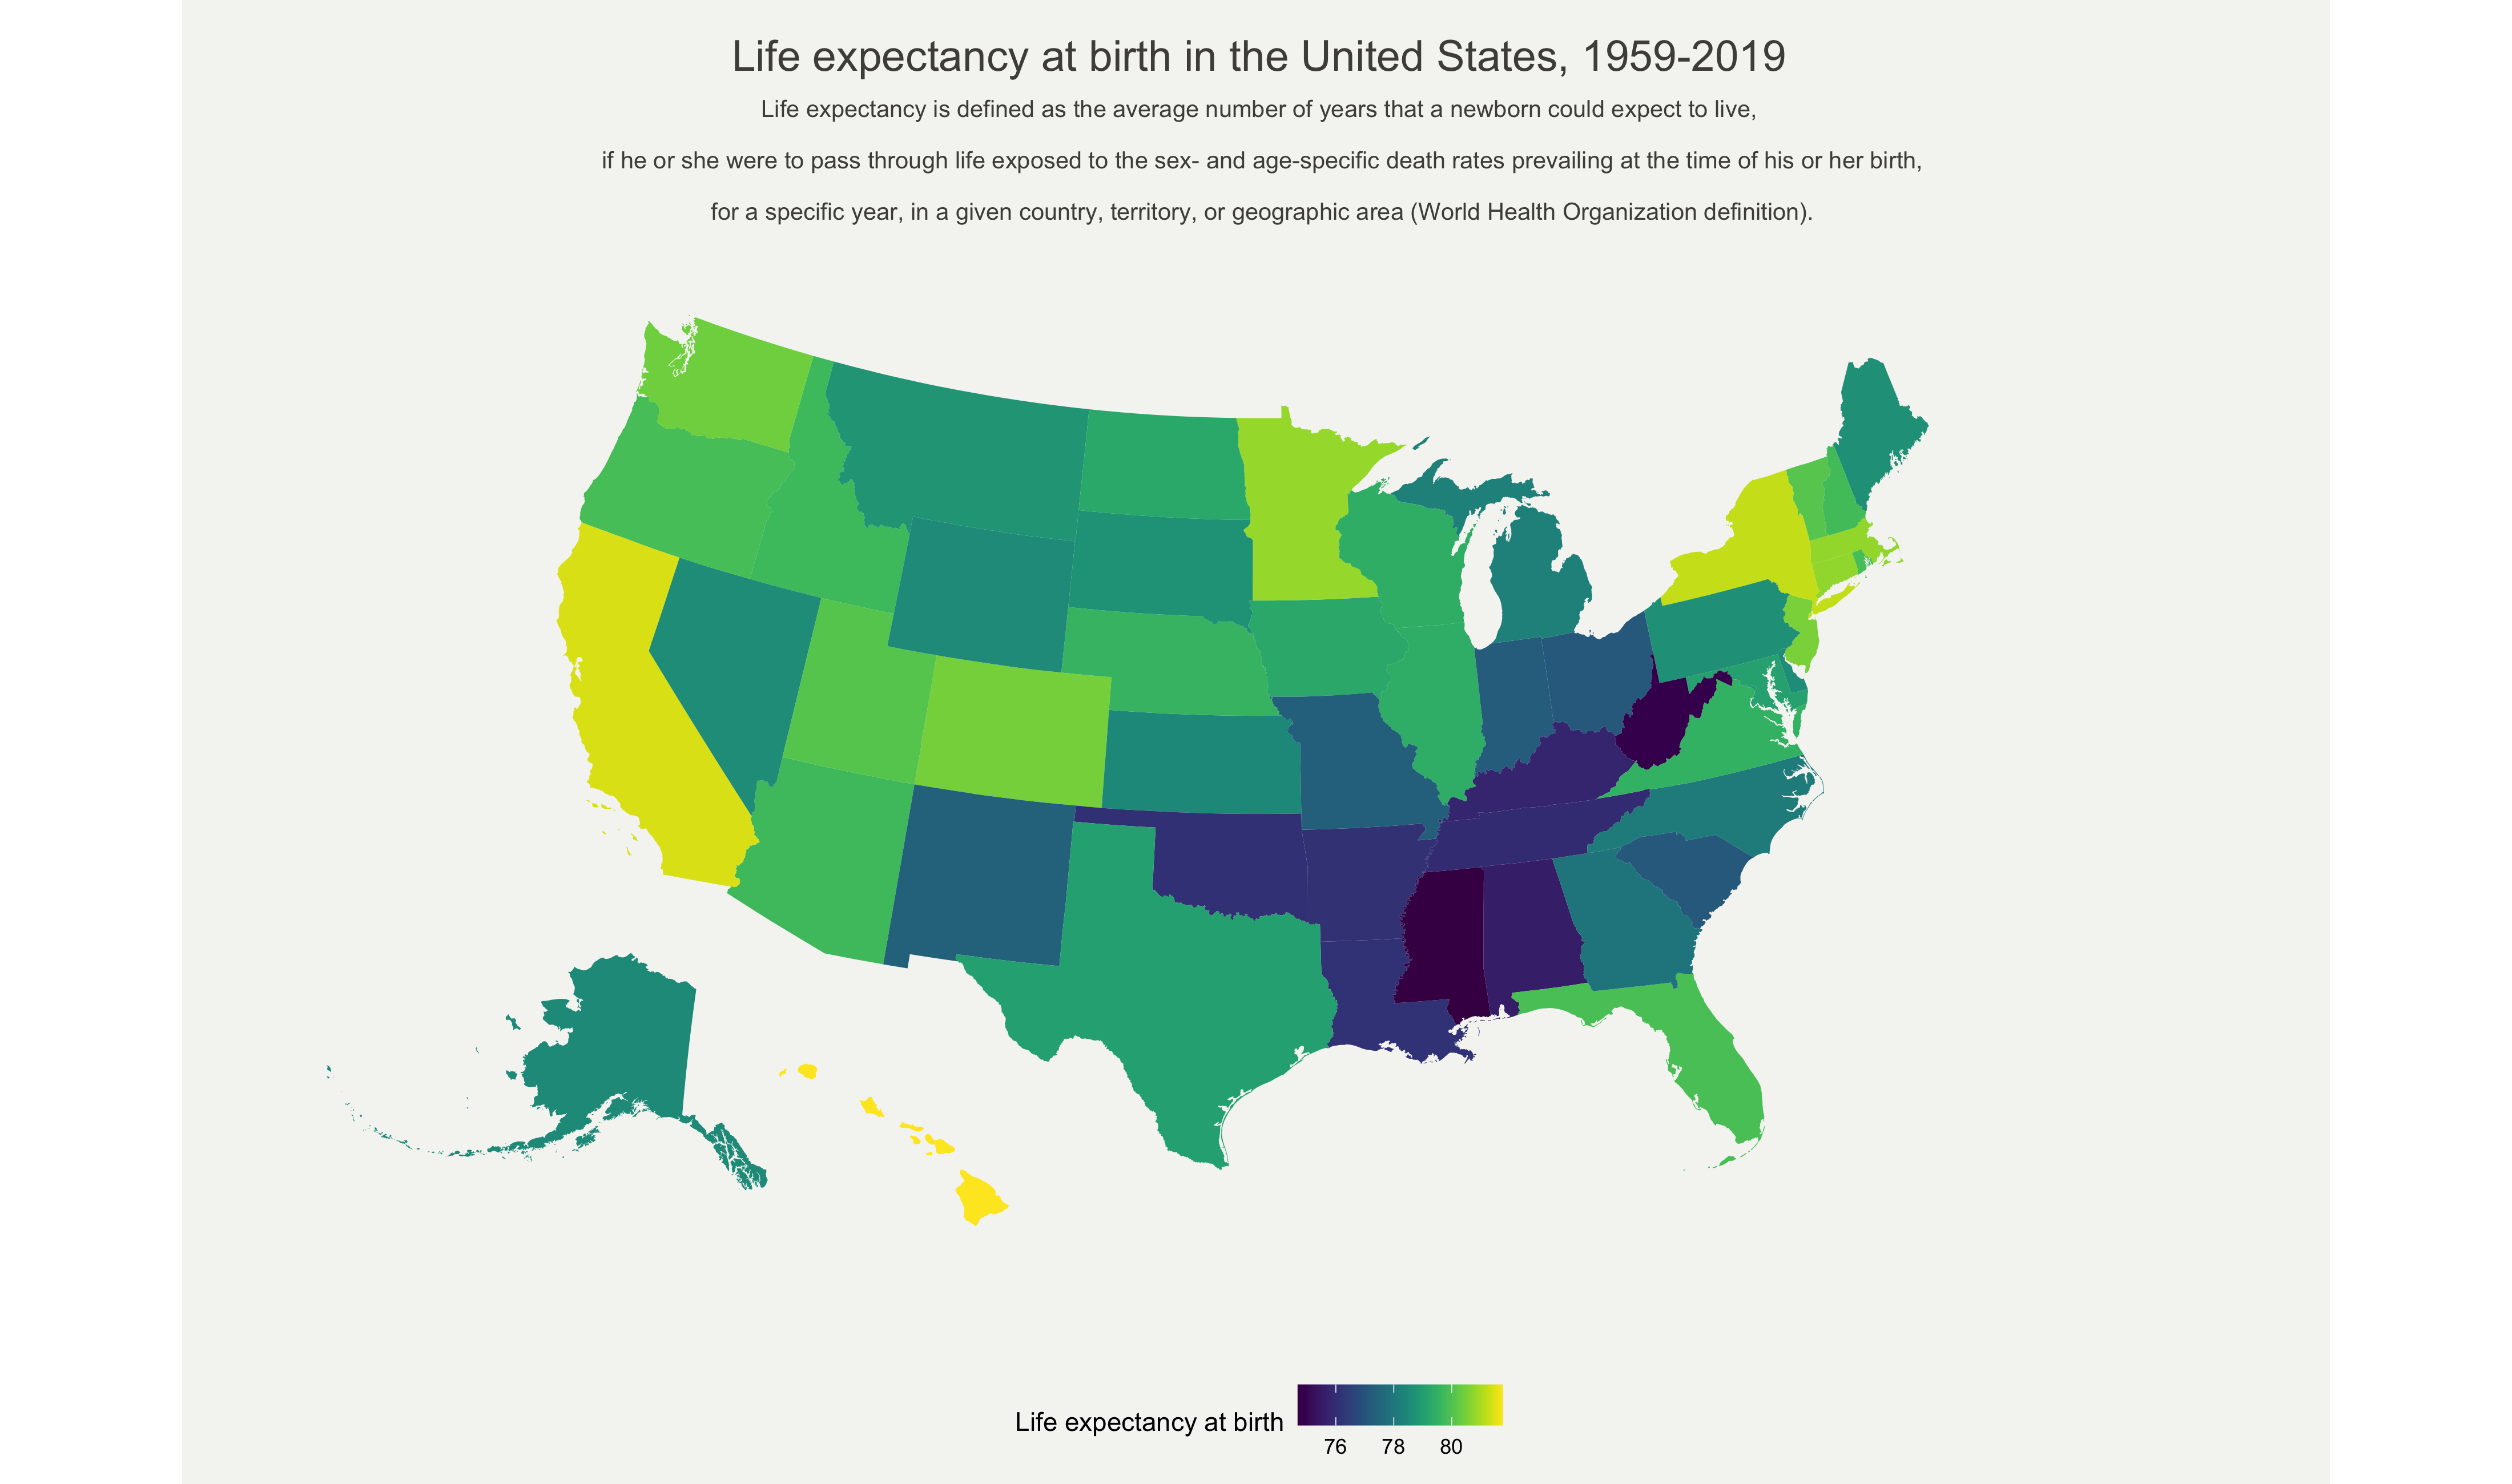 Life expectancy at birth in the United States, 1959-2019
Life expectancy is defined as the average number of years that a newborn could expect to live,
if he or she were to pass through life exposed to the sex- and age-specific death rates prevailing at the time of his or her birth,
for a specific year, in a given country, territory, or geographic area (World Health Organization definition).
Life expectancy at birth
76 78 80